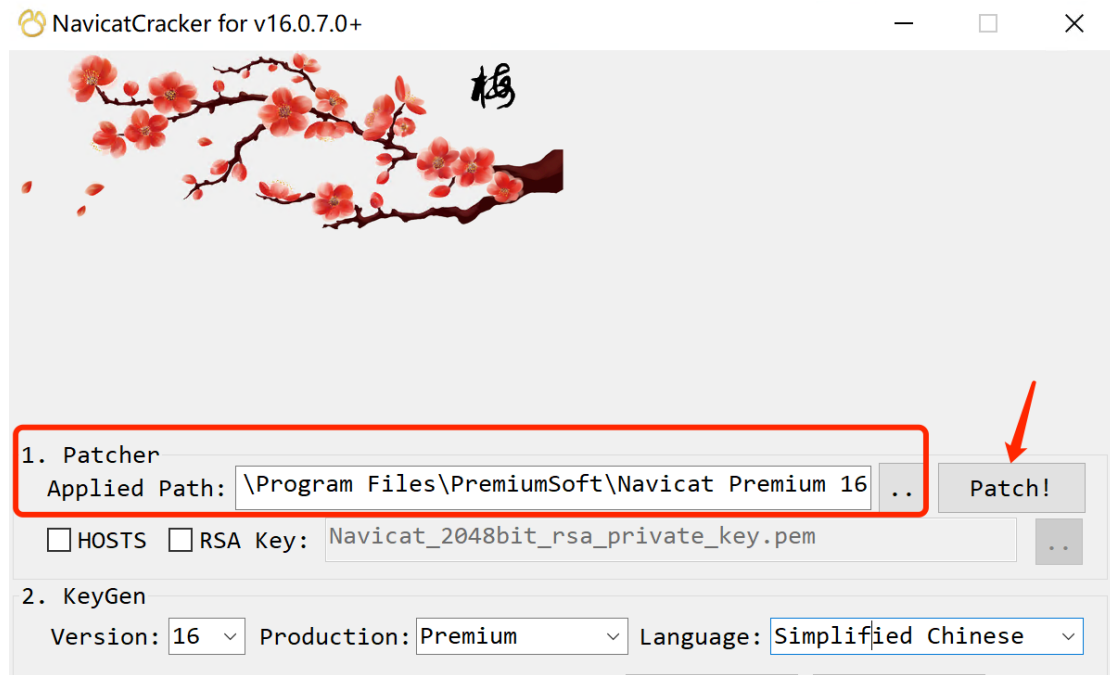 NavicatCracker for v16.0.7.0+
梅
1. Patcher
Applied Path: \Program Files\PremiumSoft\Navicat Premium 16 .. Patch!
HOSTS RSA Key: Navicat_2048bit_rsa_private_key.pem ..
2. KeyGen
Version: 16 Production: Premium Language: Simplified Chinese